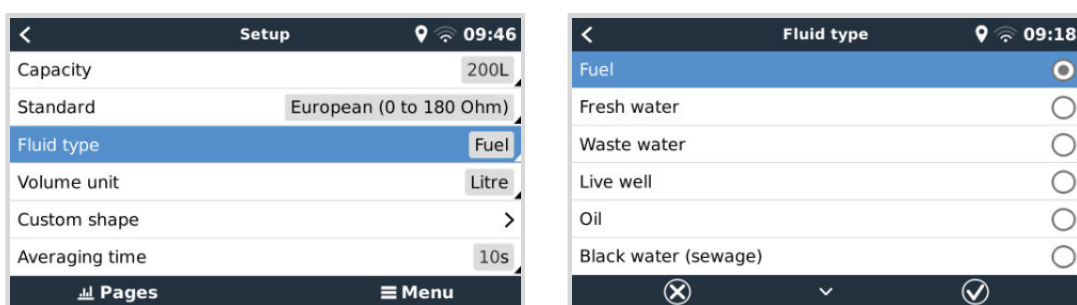 Setup 09:46
Capacity 200L
Standard European (0 to 180 Ohm)
Fluid type Fuel
Volume unit Litre
Custom shape
Averaging time 10s
Pages Menu
Fluid type 09:18
Fuel
Fresh water
Waste water
Live well
Oil
Black water (sewage)